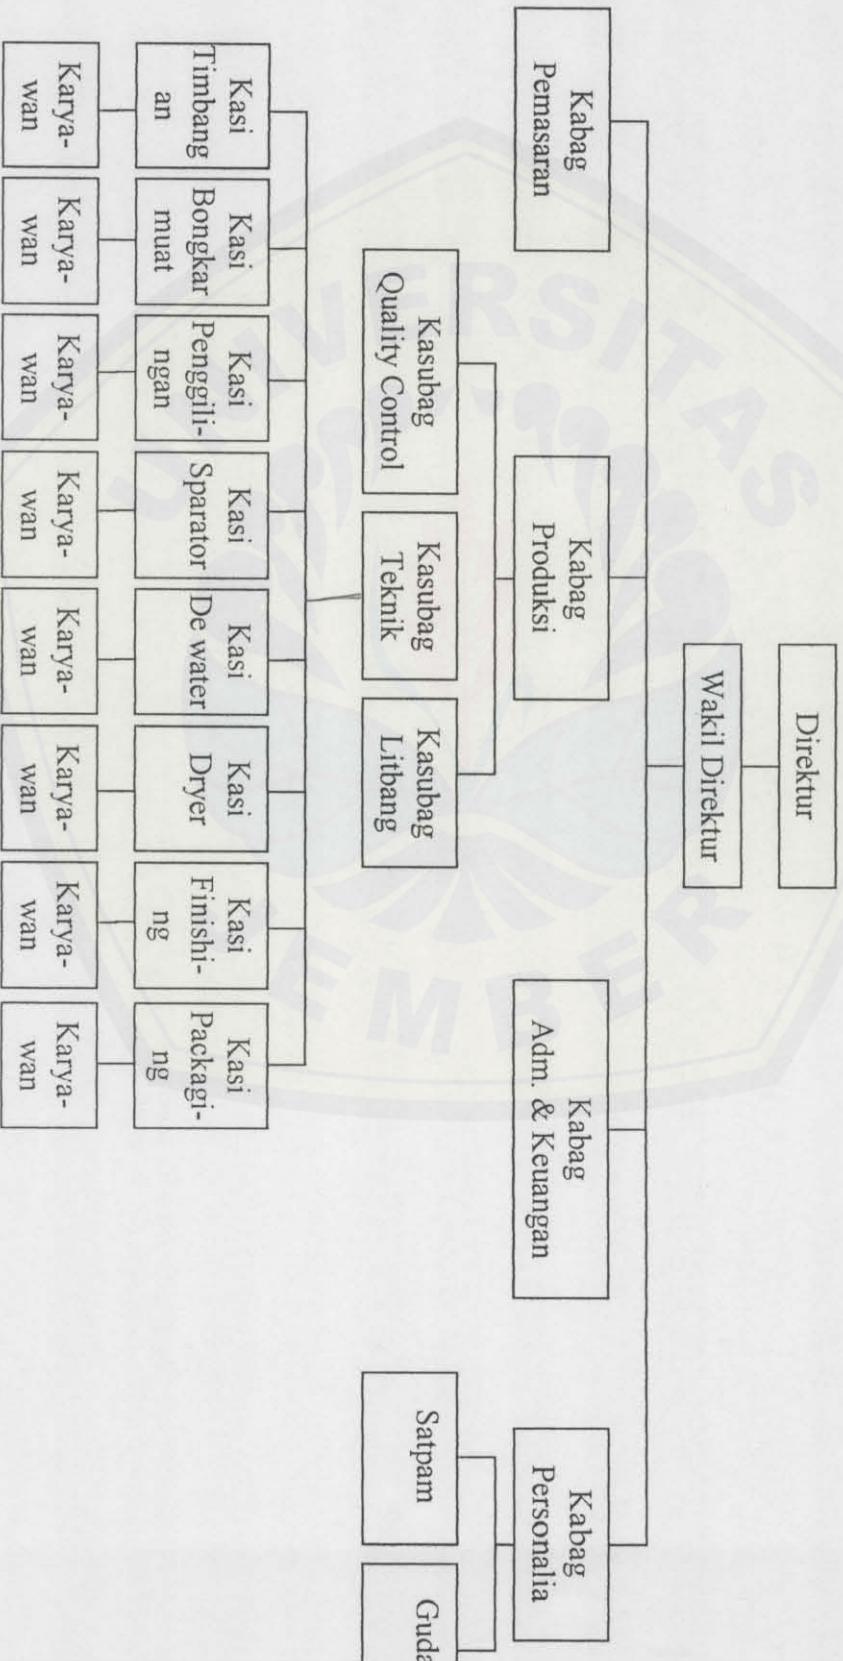 Direktur
Wakil Direktur
Kabag
Pemasaran
Kabag
Produksi
Kabag
Adm. & Keuangan
Kabag
Personalia
Kasubag
Quality Control
Kasubag
Teknik
Kasubag
Litbang
Satpam
Guda
Kasi
Timbang
an
Kasi
Bongkar
muat
Kasi
Penggili-
ngan
Kasi
Sparator
Kasi
De water
Kasi
Dryer
Kasi
Finishi-
ng
Kasi
Packagi-
ng
Karya-
wan
Karya-
wan
Karya-
wan
Karya-
wan
Karya-
wan
Karya-
wan
Karya-
wan
Karya-
wan
UNIVERSITAS
JEMBER